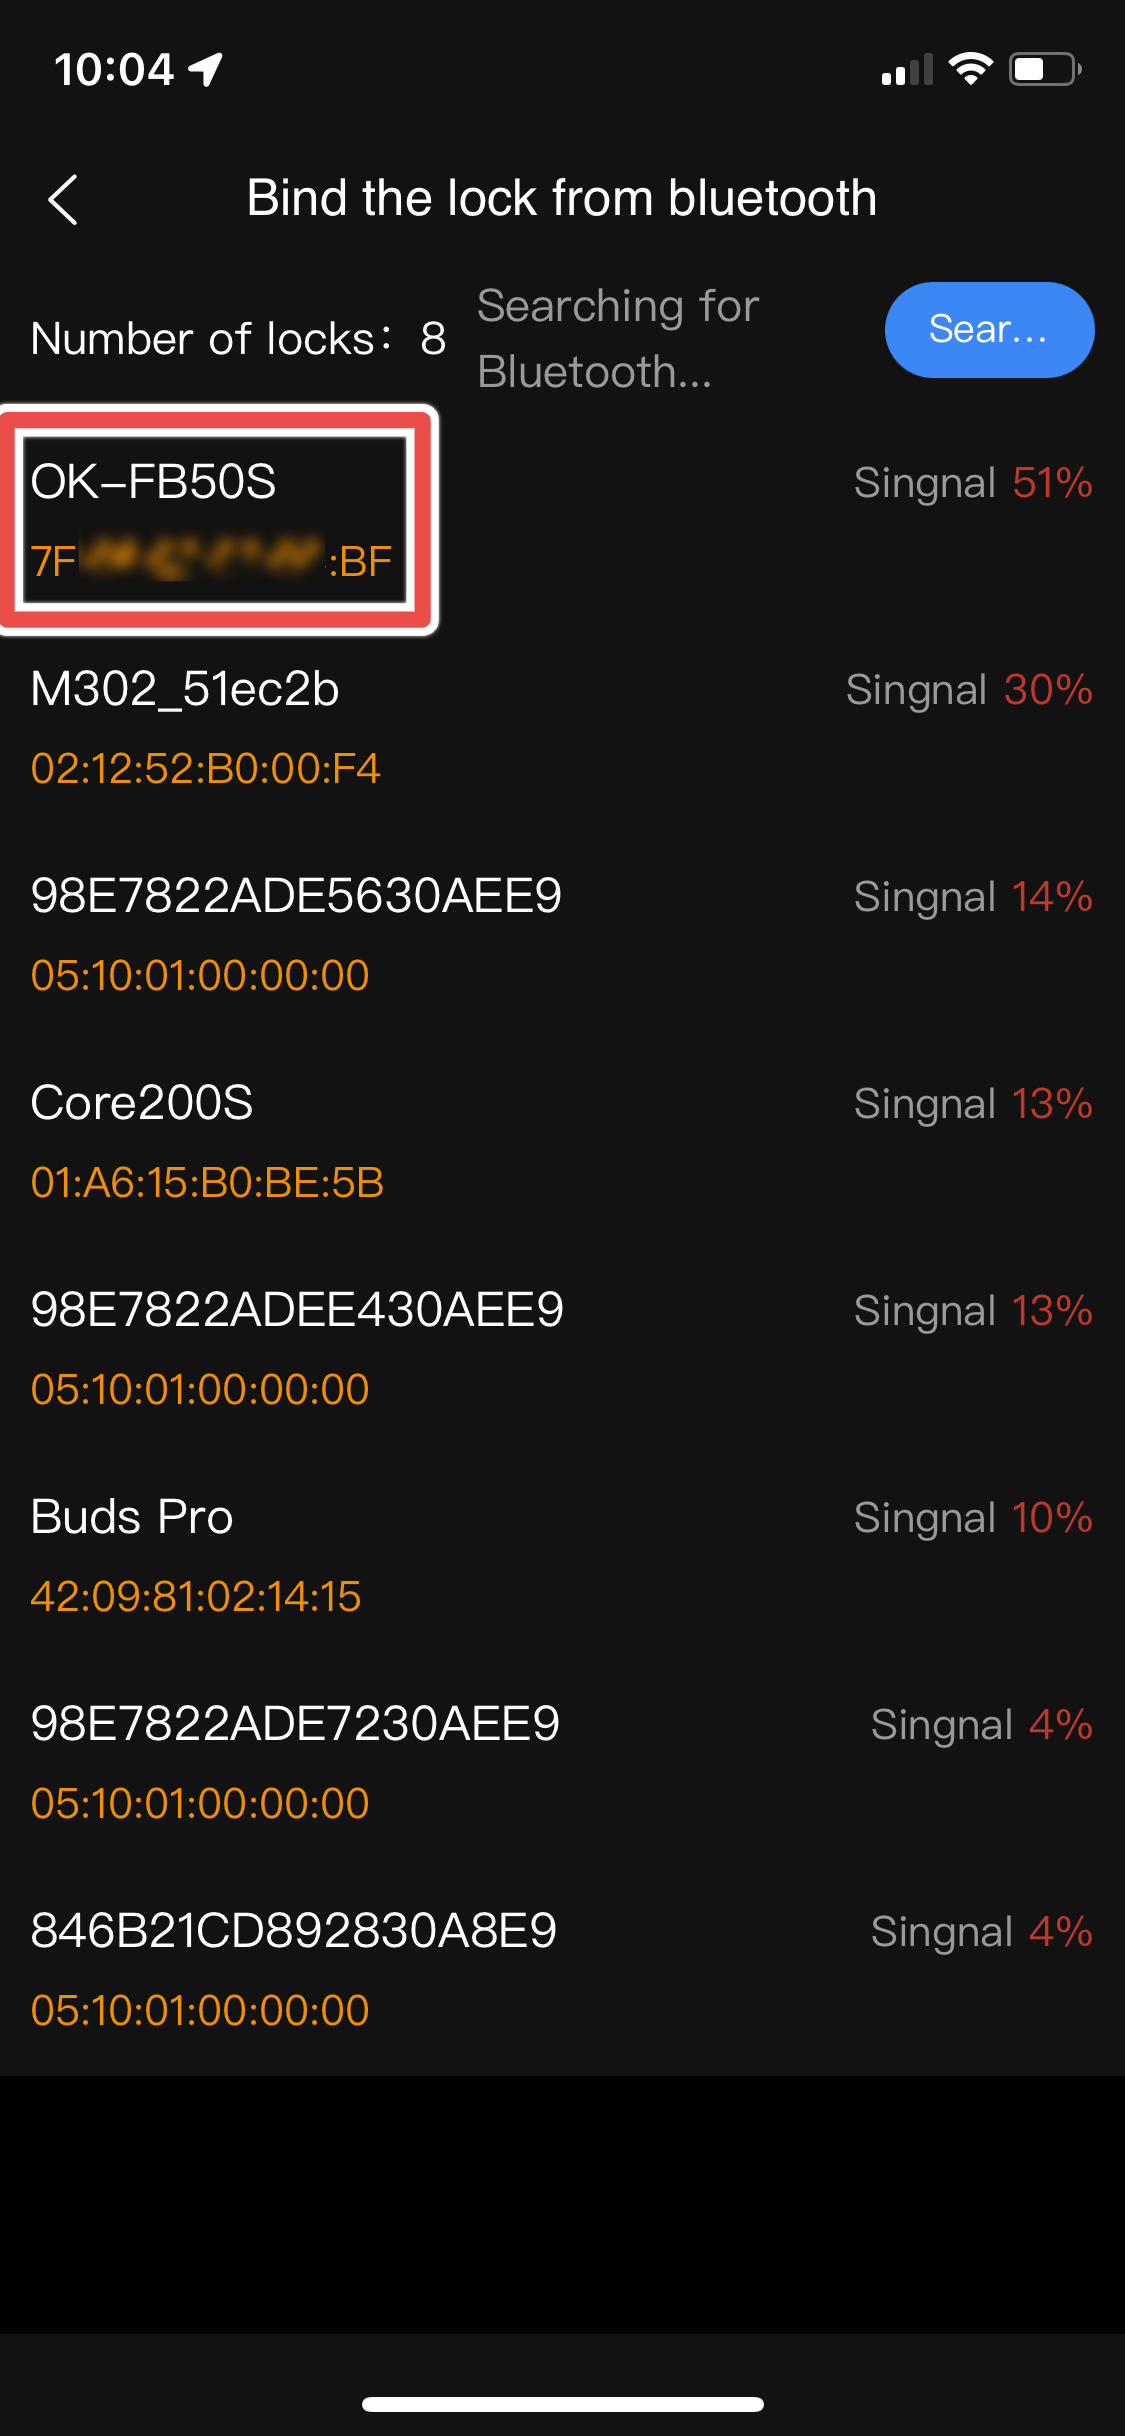 10:04
Bind the lock from bluetooth
Number of locks： 8
Searching for
Bluetooth...
Sear...
OK-FB50S
Singnal 51%
7F :BF
M302_51ec2b
Singnal 30%
02:12:52:B0:00:F4
98E7822ADE5630AEE9
Singnal 14%
05:10:01:00:00:00
Core200S
Singnal 13%
01:A6:15:B0:BE:5B
98E7822ADEE430AEE9
Singnal 13%
05:10:01:00:00:00
Buds Pro
Singnal 10%
42:09:81:02:14:15
98E7822ADE7230AEE9
Singnal 4%
05:10:01:00:00:00
846B21CD892830A8E9
Singnal 4%
05:10:01:00:00:00